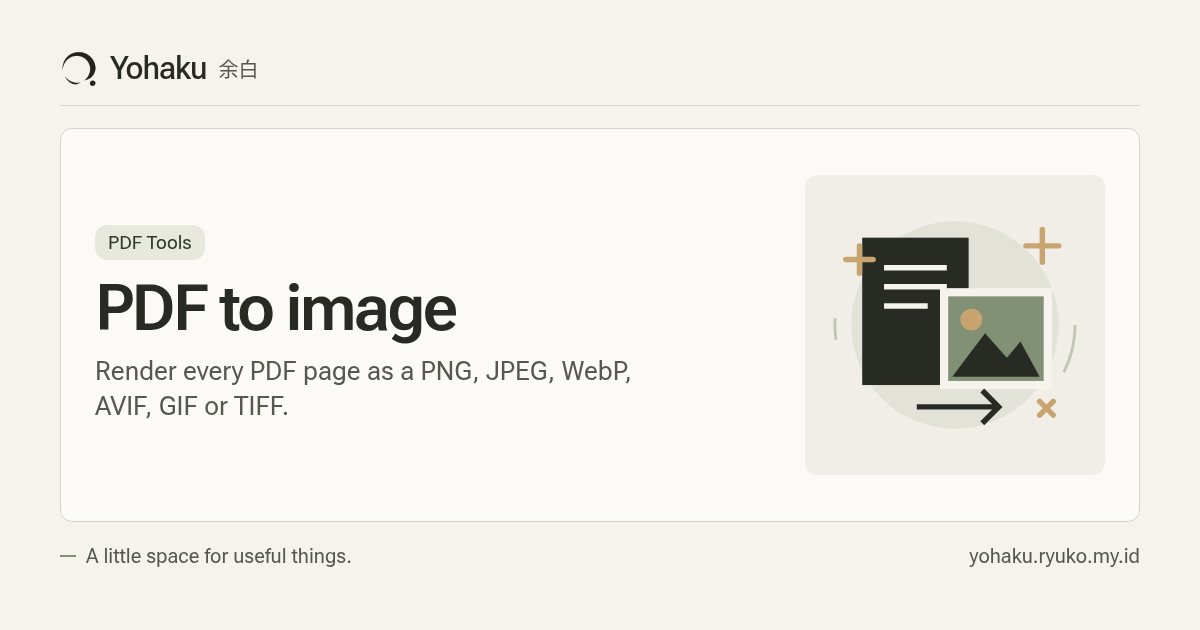 Yohaku 余白
PDF Tools
PDF to image
Render every PDF page as a PNG, JPEG, WebP,
AVIF, GIF or TIFF.
— A little space for useful things.
yohaku.ryuko.my.id